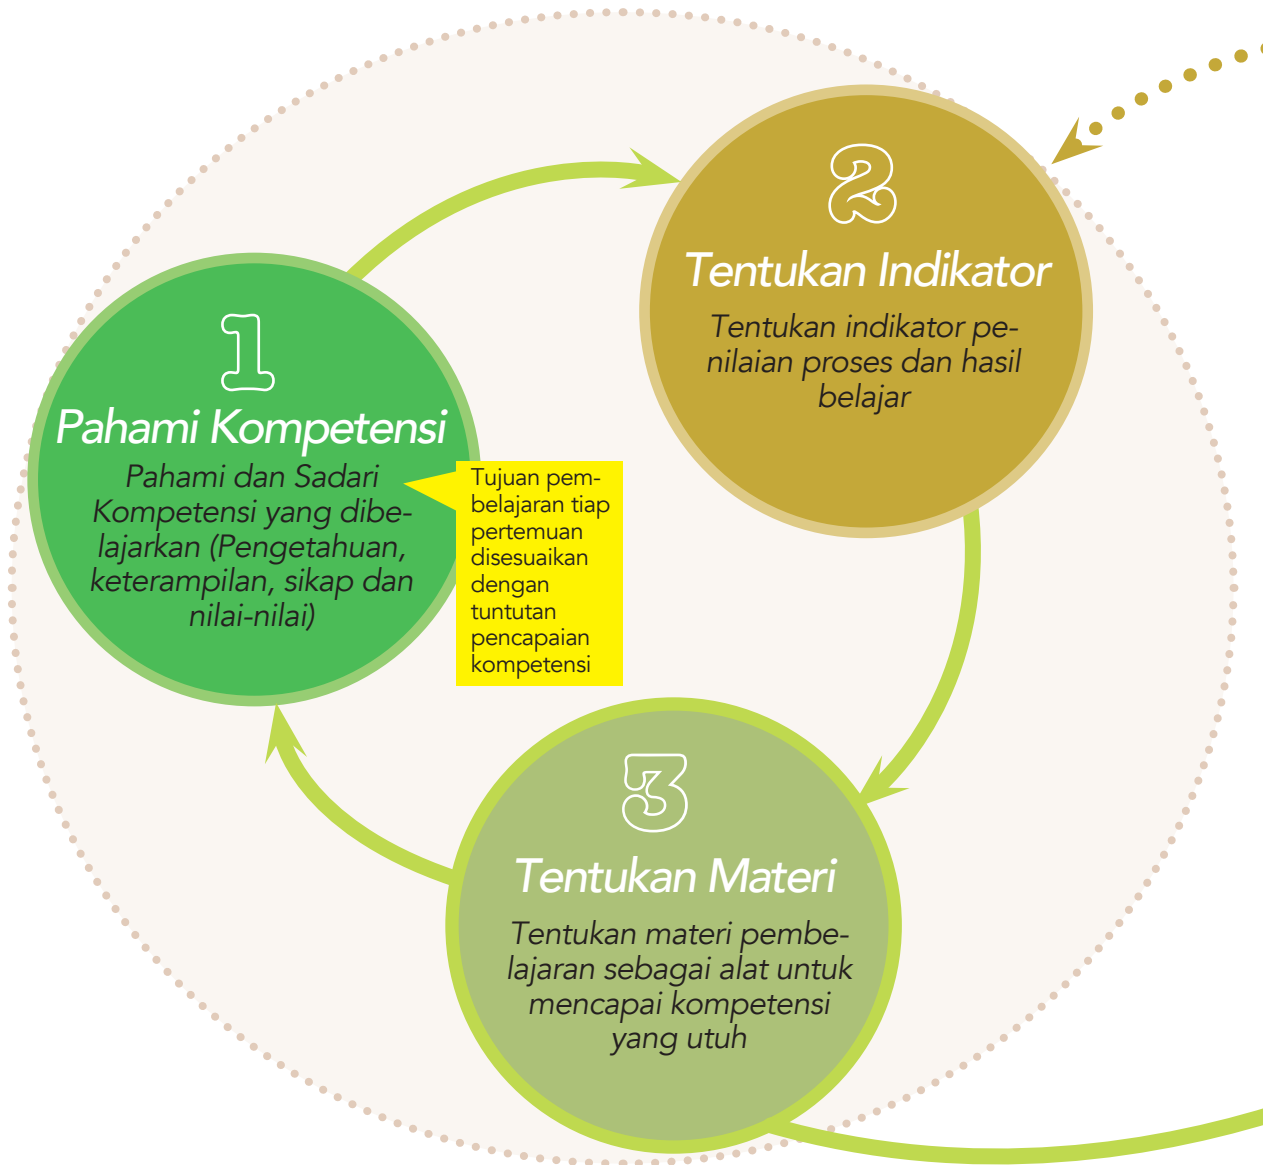 1
Pahami Kompetensi
Pahami dan Sadari
Kompetensi yang dibe-
lajarkan (Pengetahuan,
keterampilan, sikap dan
nilai-nilai)
Tujuan pem-
belajaran tiap
pertemuan
disesuaikan
dengan
tuntutan
pencapaian
kompetensi
2
Tentukan Indikator
Tentukan indikator pe-
nilaian proses dan hasil
belajar
3
Tentukan Materi
Tentukan materi pembe-
lajaran sebagai alat untuk
mencapai kompetensi
yang utuh